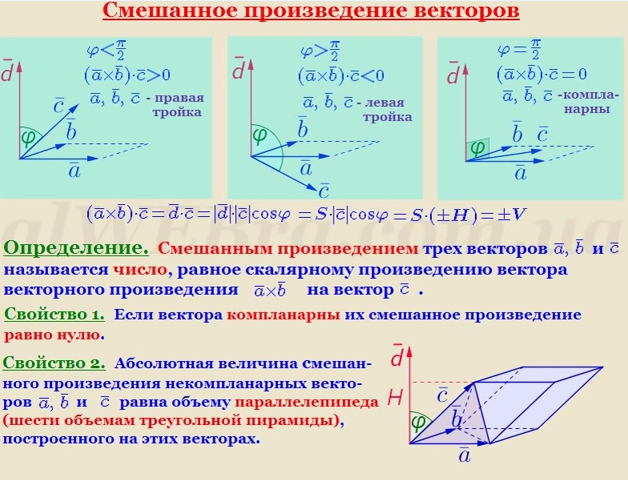 Смешанное произведение векторов
φ<π/2
(a̅×b̅)·c̅>0
a̅, b̅, c̅ - правая
тройка
d̅
c̅
b̅
φ
a̅
φ>π/2
(a̅×b̅)·c̅<0
a̅, b̅, c̅ - левая
тройка
d̅
b̅
φ
a̅
c̅
φ=π/2
(a̅×b̅)·c̅=0
a̅, b̅, c̅ -компла-
нарны
d̅
b̅ c̅
φ
a̅
(a̅×b̅)·c̅=d̅·c̅=|d̅|·|c̅|cosφ=S·|c̅|cosφ=S·(±H)=±V
Определение. Смешанным произведением трех векторов a̅, b̅ и c̅
называется число, равное скалярному произведению вектора
векторного произведения a̅×b̅ на вектор c̅ .
Свойство 1. Если вектора компланарны их смешанное произведение
равно нулю.
Свойство 2. Абсолютная величина смешан-
ного произведения некомпланарных векто-
ров a̅, b̅ и c̅ равна объему параллелепипеда
(шести объемам треугольной пирамиды),
построенного на этих векторах.
d̅
H
c̅
φ
b̅
a̅